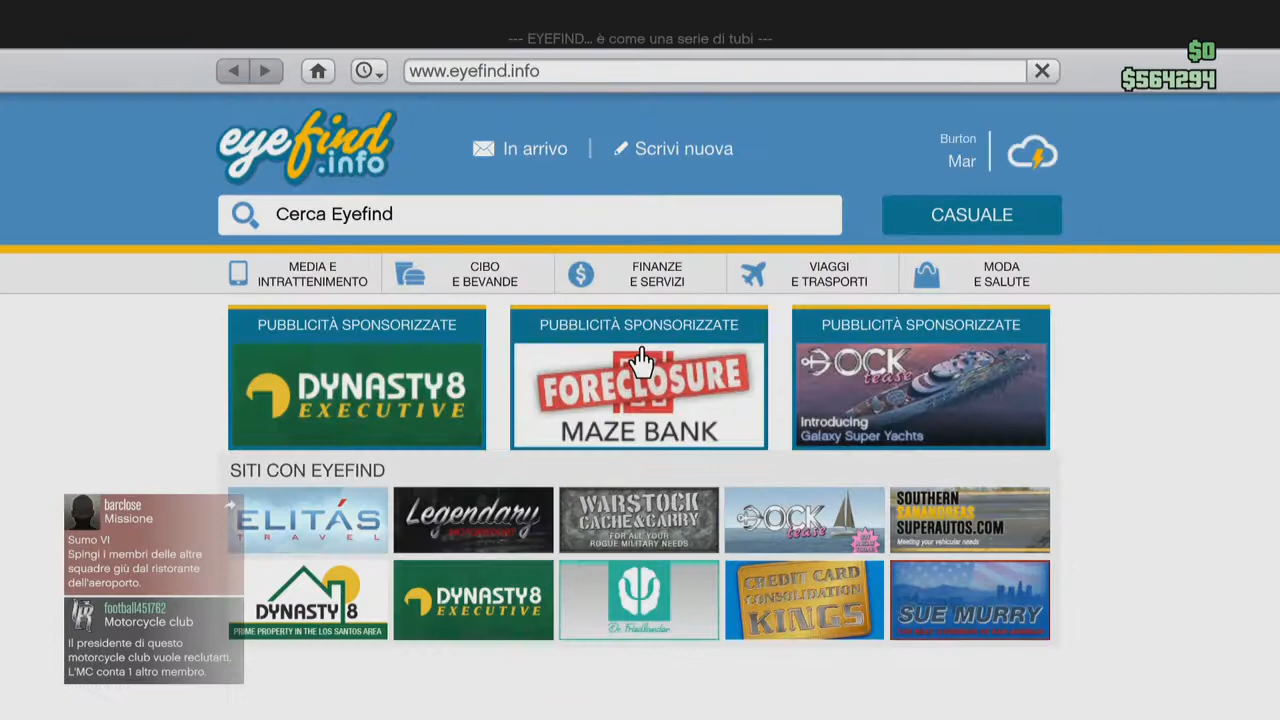 --- EYEFIND... è come una serie di tubi ---
$0
www.eyefind.info
$564294
eyefind
.info
In arrivo
Scrivi nuova
Burton
Mar
Cerca Eyefind
CASUALE
MEDIA E
INTRATTENIMENTO
CIBO
E BEVANDE
FINANZE
E SERVIZI
VIAGGI
E TRASPORTI
MODA
E SALUTE
PUBBLICITÀ SPONSORIZZATE
DYNASTY8
EXECUTIVE
PUBBLICITÀ SPONSORIZZATE
FORECLOSURE
MAZE BANK
PUBBLICITÀ SPONSORIZZATE
DOCK
tease
Introducing
Galaxy Super Yachts
SITI CON EYEFIND
ELITÁS
TRAVEL
Legendary
MOTORSPORT
WARSTOCK
CACHE&CARRY
FOR ALL YOUR
ROGUE MILITARY NEEDS
DOCK
tease
SOUTHERN
SANANDREAS
SUPERAUTOS.COM
Meeting your vehicular needs
DYNASTY 8
PRIME PROPERTY IN THE LOS SANTOS AREA
DYNASTY8
EXECUTIVE
Dr Friedlander
CREDIT CARD
CONSOLIDATION
KINGS
SUE MURRY
barclose
Missione
Sumo VI
Spingi i membri delle altre
squadre giù dal ristorante
dell'aeroporto.
football451762
Motorcycle club
Il presidente di questo
motorcycle club vuole reclutarti.
L'MC conta 1 altro membro.